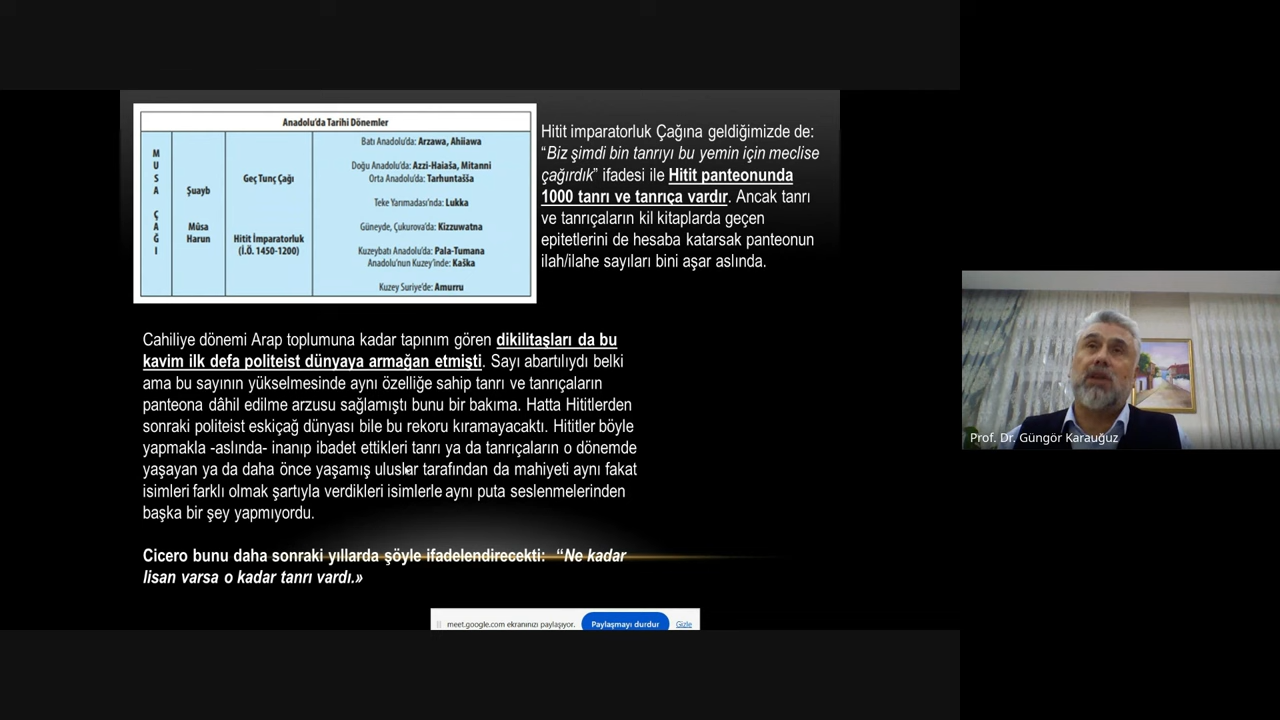 Anadolu'da Tarihi Dönemler
MUSA ÇAĞI
Şuayb
Mûsa
Harun
Geç Tunç Çağı
Hitit İmparatorluk
(İ.Ö. 1450-1200)
Batı Anadolu'da: Arzawa, Ahiiawa
Doğu Anadolu'da: Azzi-Haiaša, Mitanni
Orta Anadolu'da: Tarhuntašša
Teke Yarımadası'nda: Lukka
Güneyde, Çukurova'da: Kizzuwatna
Kuzeybatı Anadolu'da: Pala-Tumana
Anadolu'nun Kuzey'inde: Kaška
Kuzey Suriye'de: Amurru
Hitit imparatorluk Çağına geldiğimizde de:
“Biz şimdi bin tanrıyı bu yemin için meclise
çağırdık” ifadesi ile Hitit panteonunda
1000 tanrı ve tanrıça vardır. Ancak tanrı
ve tanrıçaların kil kitaplarda geçen
epitetlerini de hesaba katarsak panteonun
ilah/ilahe sayıları bini aşar aslında.
Cahiliye dönemi Arap toplumuna kadar tapınım gören dikilitaşları da bu
kavim ilk defa politeist dünyaya armağan etmişti. Sayı abartılıydı belki
ama bu sayının yükselmesinde aynı özelliğe sahip tanrı ve tanrıçaların
panteona dâhil edilme arzusu sağlamıştı bunu bir bakıma. Hatta Hititlerden
sonraki politeist eskiçağ dünyası bile bu rekoru kıramayacaktı. Hititler böyle
yapmakla -aslında- inanıp ibadet ettikleri tanrı ya da tanrıçaların o dönemde
yaşayan ya da daha önce yaşamış uluslar tarafından da mahiyeti aynı fakat
isimleri farklı olmak şartıyla verdikleri isimlerle aynı puta seslenmelerinden
başka bir şey yapmıyordu.
Cicero bunu daha sonraki yıllarda şöyle ifadelendirecekti: “Ne kadar
lisan varsa o kadar tanrı vardı.»
meet.google.com ekranınızı paylaşıyor. Paylaşmayı durdur Gizle
Prof. Dr. Güngör Karauğuz